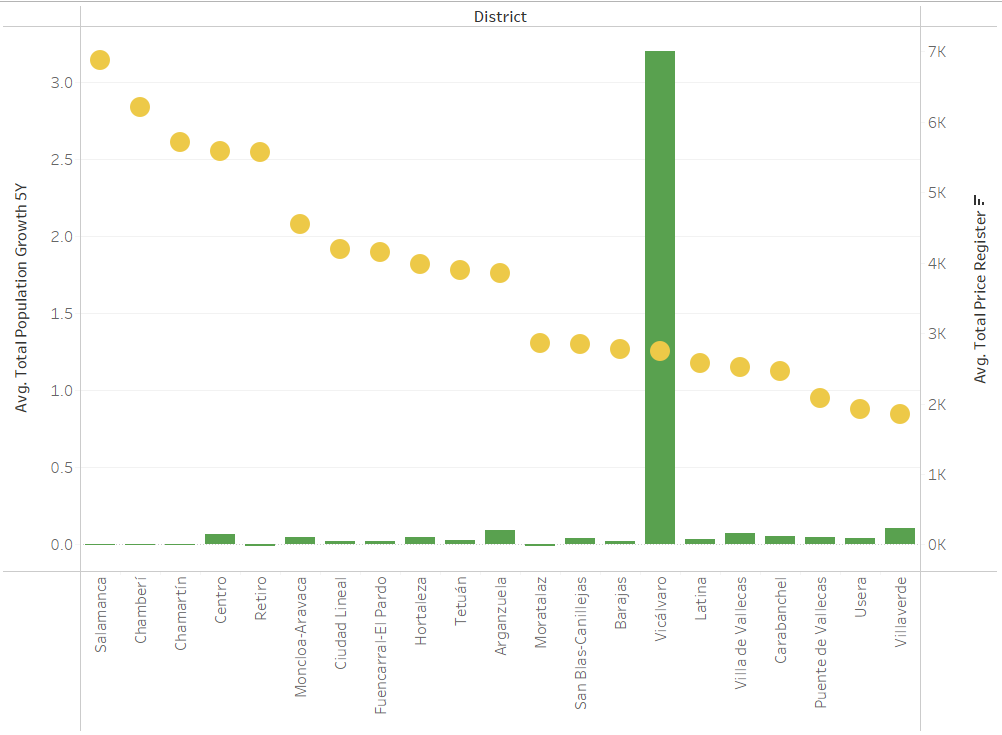 District
Avg. Total Population Growth 5Y
3.0
2.5
2.0
1.5
1.0
0.5
0.0
7K
6K
5K
4K
3K
2K
1K
0K
Avg. Total Price Register
Salamanca
Chamberí
Chamartín
Centro
Retiro
Moncloa-Aravaca
Ciudad Lineal
Fuencarral-El Pardo
Hortaleza
Tetuán
Arganzuela
Moratalaz
San Blas-Canillejas
Barajas
Vicálvaro
Latina
Villa de Vallecas
Carabanchel
Puente de Vallecas
Usera
Villaverde